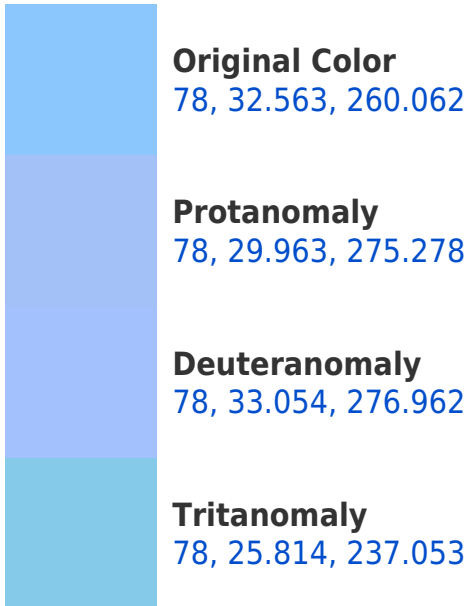 Original Color
78, 32.563, 260.062
Protanomaly
78, 29.963, 275.278
Deuteranomaly
78, 33.054, 276.962
Tritanomaly
78, 25.814, 237.053